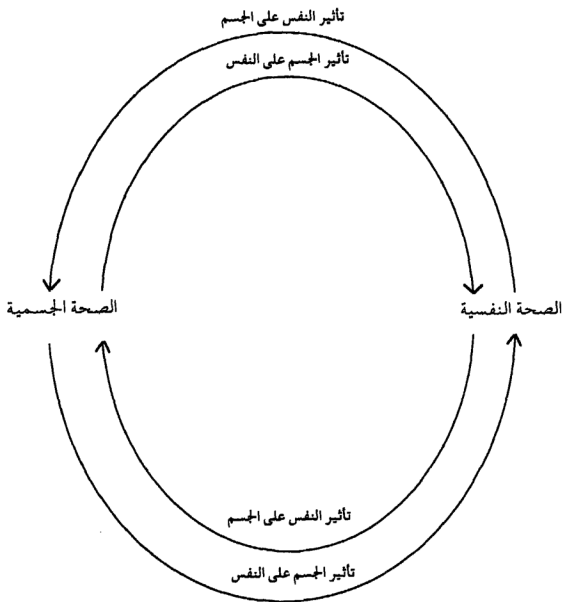 تأثير النفس على الجسم
تأثير الجسم على النفس
الصحة النفسية
الصحة الجسمية
تأثير النفس على الجسم
تأثير الجسم على النفس